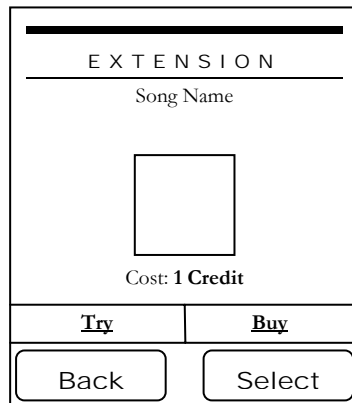 EXTENSION
Song Name
Cost: 1 Credit
Try Buy
Back Select